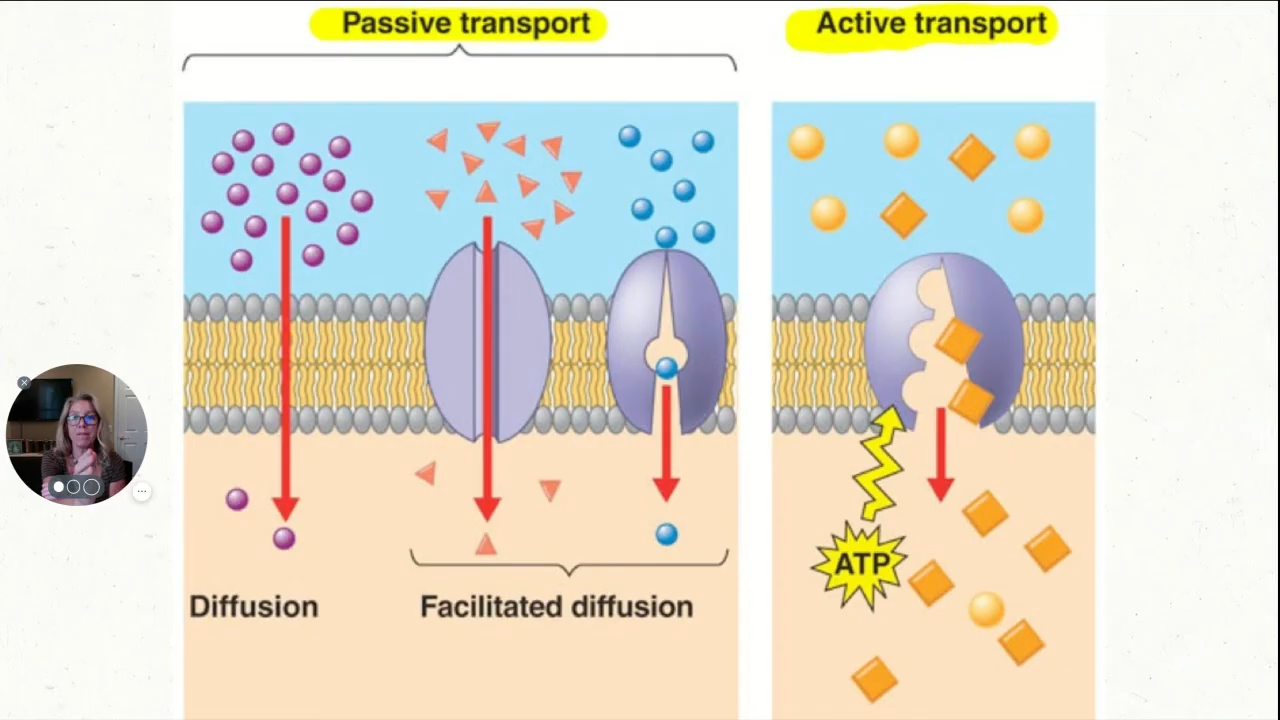 Passive transport
Active transport
ATP
Diffusion
Facilitated diffusion